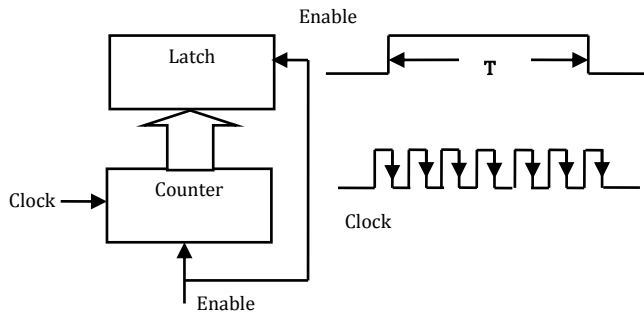 Enable
Latch
T
Counter
Clock
Clock
Enable